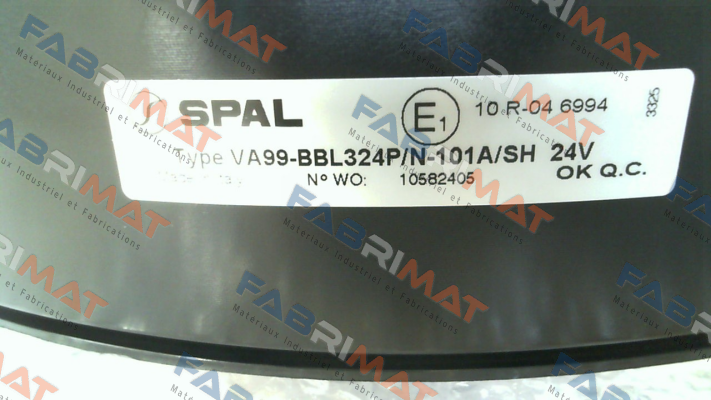 SPAL
E1
10 R-04 6994
3325
Type VA99-BBL324P/N-101A/SH 24V
Nº WO: 10582405
OK Q.C.
FABRIMAT
Materiaux Industriel et Fabrications